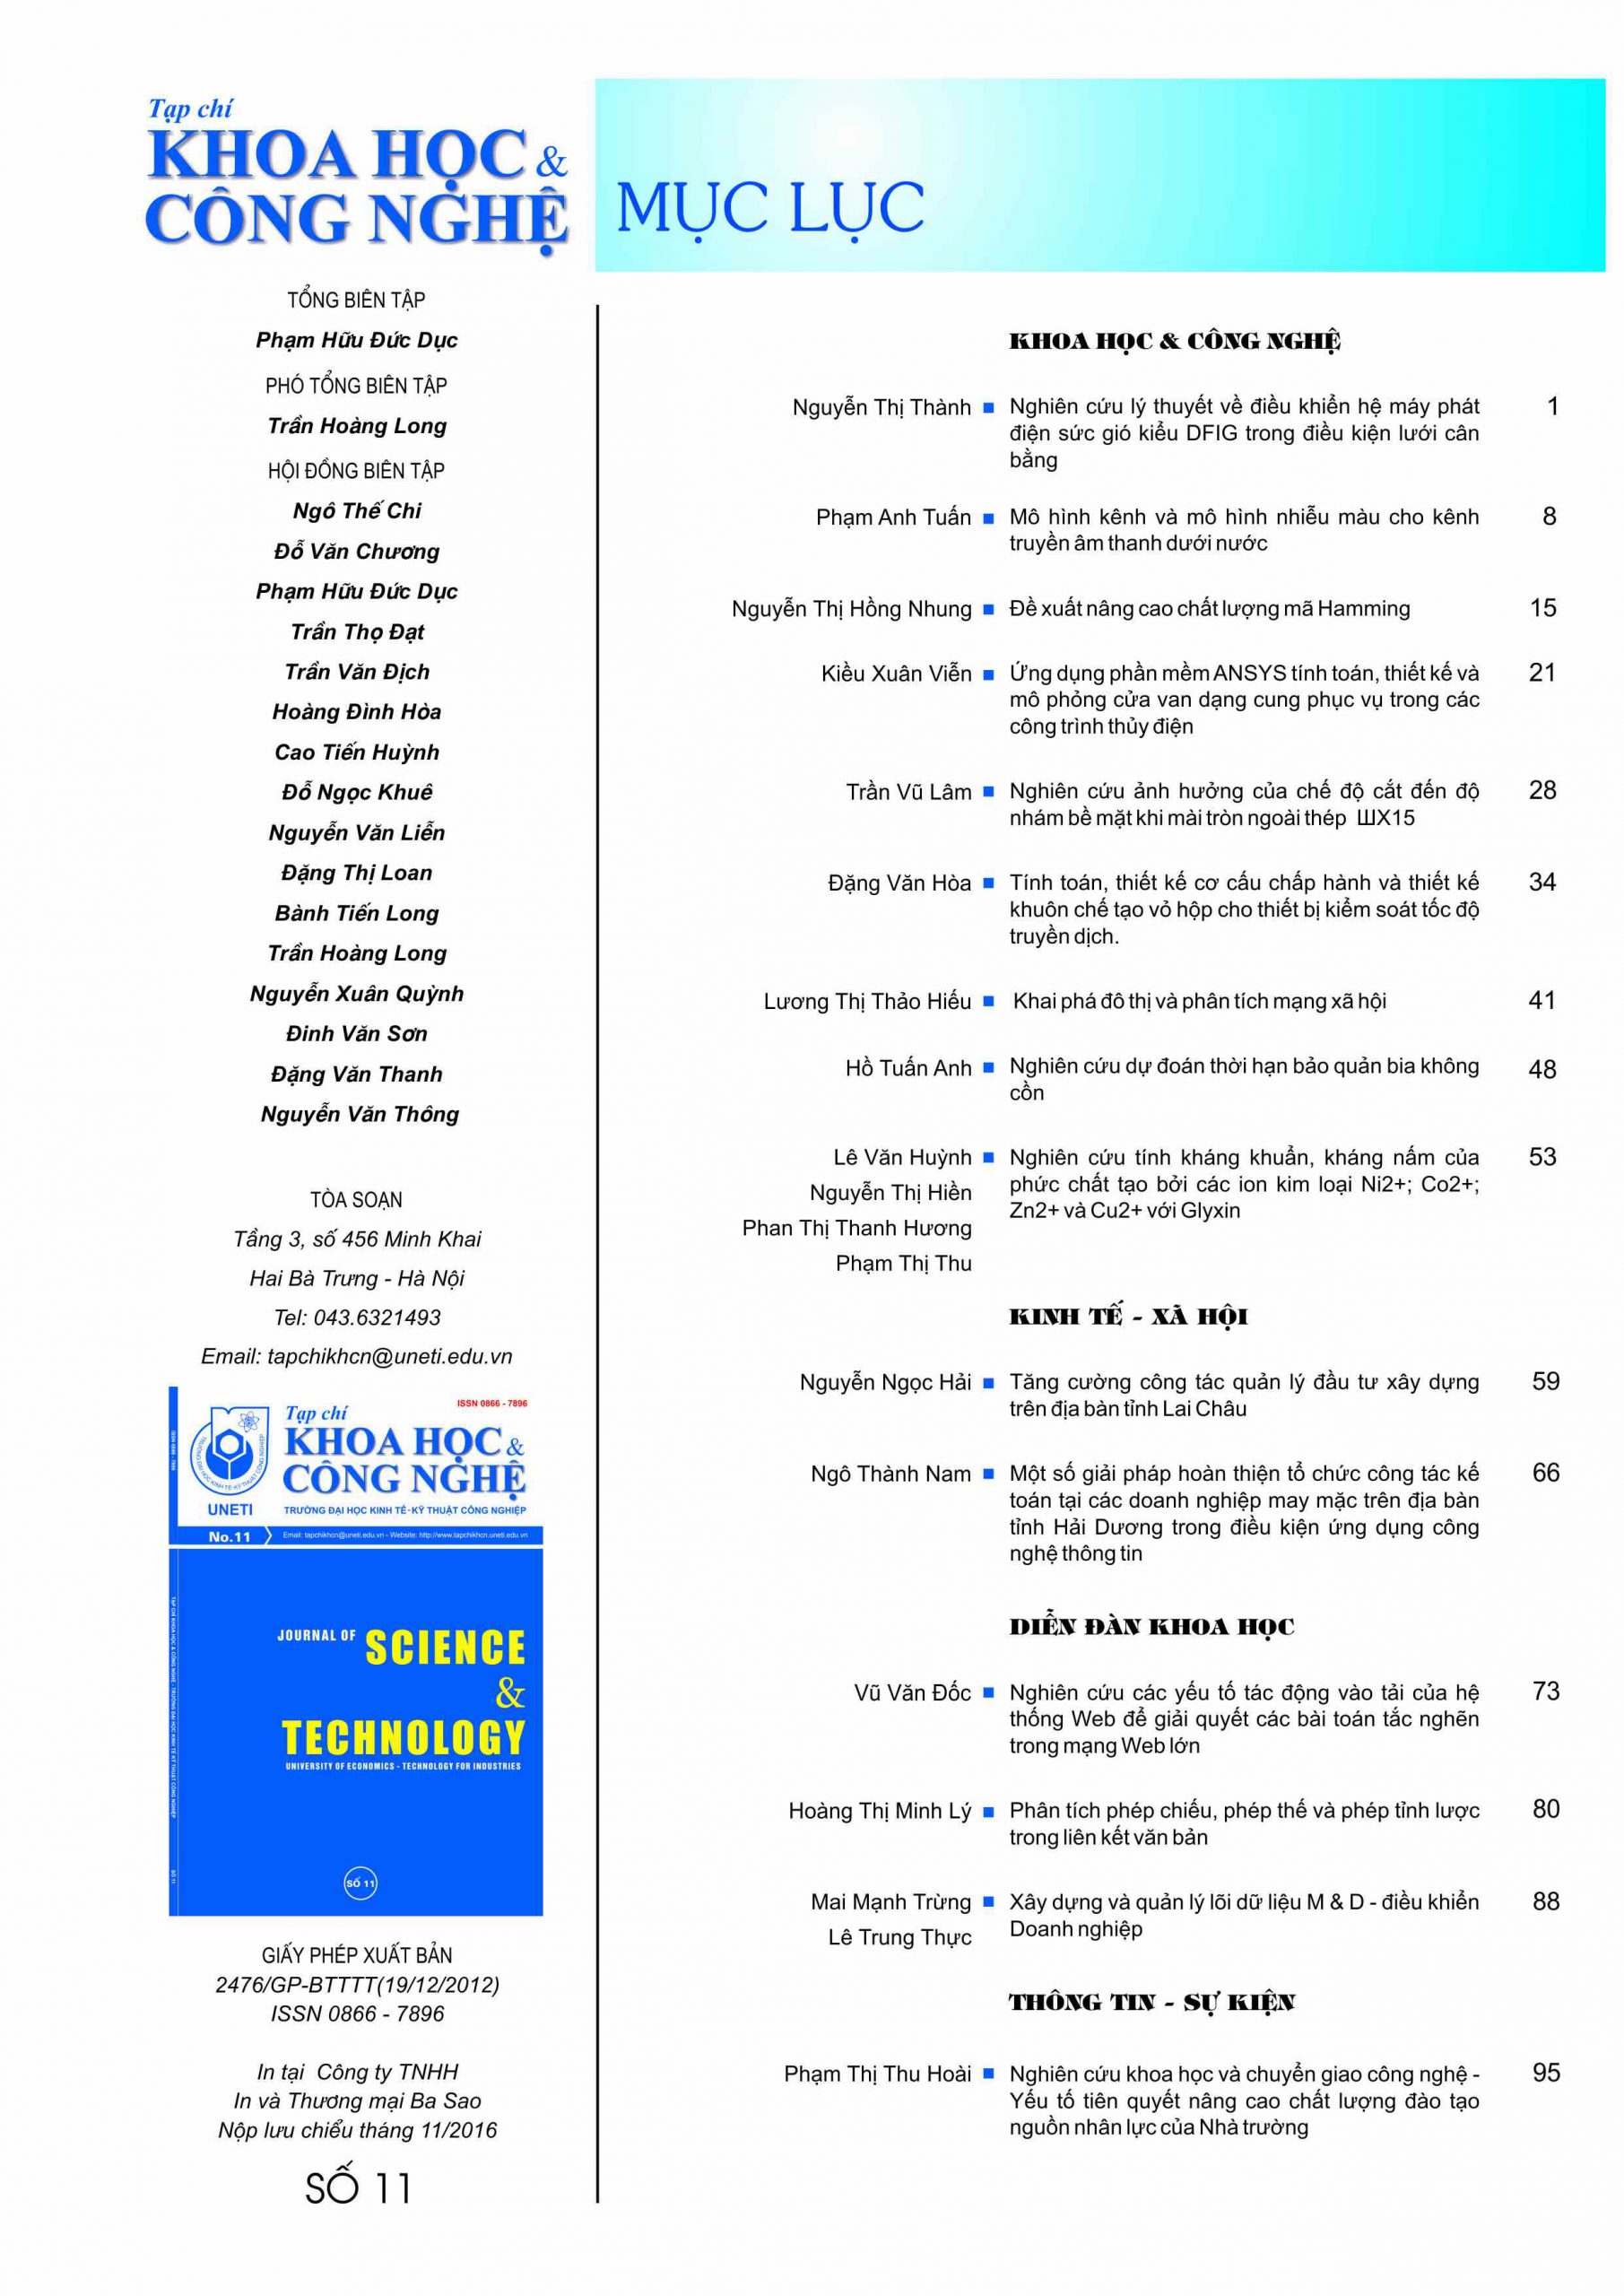 Tạp chí
KHOA HỌC &
CÔNG NGHỆ
MỤC LỤC
TỔNG BIÊN TẬP
Phạm Hữu Đức Dục
PHÓ TỔNG BIÊN TẬP
Trần Hoàng Long
HỘI ĐỒNG BIÊN TẬP
Ngô Thế Chi
Đỗ Văn Chương
Phạm Hữu Đức Dục
Trần Thọ Đạt
Trần Văn Địch
Hoàng Đình Hòa
Cao Tiến Huỳnh
Đỗ Ngọc Khuê
Nguyễn Văn Liễn
Đặng Thị Loan
Bành Tiến Long
Trần Hoàng Long
Nguyễn Xuân Quỳnh
Đinh Văn Sơn
Đặng Văn Thanh
Nguyễn Văn Thông
TÒA SOẠN
Tầng 3, số 456 Minh Khai
Hai Bà Trưng - Hà Nội
Tel: 043.6321493
Email: tapchikhcn@uneti.edu.vn
ISSN 0866 - 7896
Tạp chí
KHOA HỌC &
CÔNG NGHỆ
UNETI
TRƯỜNG ĐẠI HỌC KINH TẾ-KỸ THUẬT CÔNG NGHIỆP
No.11
Email: tapchikhcn@uneti.edu.vn - Website: http://www.tapchikhcn.uneti.edu.vn
JOURNAL OF SCIENCE
&
TECHNOLOGY
UNIVERSITY OF ECONOMICS - TECHNOLOGY FOR INDUSTRIES
SỐ 11
GIẤY PHÉP XUẤT BẢN
2476/GP-BTTTT(19/12/2012)
ISSN 0866 - 7896
In tại Công ty TNHH
In và Thương mại Ba Sao
Nộp lưu chiểu tháng 11/2016
SỐ 11
KHOA HỌC & CÔNG NGHỆ
Nguyễn Thị Thành ■ Nghiên cứu lý thuyết về điều khiển hệ máy phát 1
điện sức gió kiểu DFIG trong điều kiện lưới cân
bằng
Phạm Anh Tuấn ■ Mô hình kênh và mô hình nhiễu màu cho kênh 8
truyền âm thanh dưới nước
Nguyễn Thị Hồng Nhung ■ Đề xuất nâng cao chất lượng mã Hamming 15
Kiều Xuân Viễn ■ Ứng dụng phần mềm ANSYS tính toán, thiết kế và 21
mô phỏng cửa van dạng cung phục vụ trong các
công trình thủy điện
Trần Vũ Lâm ■ Nghiên cứu ảnh hưởng của chế độ cắt đến độ 28
nhám bề mặt khi mài tròn ngoài thép ШХ15
Đặng Văn Hòa ■ Tính toán, thiết kế cơ cấu chấp hành và thiết kế 34
khuôn chế tạo vỏ hộp cho thiết bị kiểm soát tốc độ
truyền dịch.
Lương Thị Thảo Hiếu ■ Khai phá đô thị và phân tích mạng xã hội 41
Hồ Tuấn Anh ■ Nghiên cứu dự đoán thời hạn bảo quản bia không 48
cồn
Lê Văn Huỳnh ■ Nghiên cứu tính kháng khuẩn, kháng nấm của 53
Nguyễn Thị Hiền phức chất tạo bởi các ion kim loại Ni2+; Co2+;
Phan Thị Thanh Hương Zn2+ và Cu2+ với Glyxin
Phạm Thị Thu
KINH TẾ - XÃ HỘI
Nguyễn Ngọc Hải ■ Tăng cường công tác quản lý đầu tư xây dựng 59
trên địa bàn tỉnh Lai Châu
Ngô Thành Nam ■ Một số giải pháp hoàn thiện tổ chức công tác kế 66
toán tại các doanh nghiệp may mặc trên địa bàn
tỉnh Hải Dương trong điều kiện ứng dụng công
nghệ thông tin
DIỄN ĐÀN KHOA HỌC
Vũ Văn Đốc ■ Nghiên cứu các yếu tố tác động vào tải của hệ 73
thống Web để giải quyết các bài toán tắc nghẽn
trong mạng Web lớn
Hoàng Thị Minh Lý ■ Phân tích phép chiếu, phép thế và phép tỉnh lược 80
trong liên kết văn bản
Mai Mạnh Trừng ■ Xây dựng và quản lý lõi dữ liệu M & D - điều khiển 88
Lê Trung Thực Doanh nghiệp
THÔNG TIN - SỰ KIỆN
Phạm Thị Thu Hoài ■ Nghiên cứu khoa học và chuyển giao công nghệ - 95
Yếu tố tiên quyết nâng cao chất lượng đào tạo
nguồn nhân lực của Nhà trường